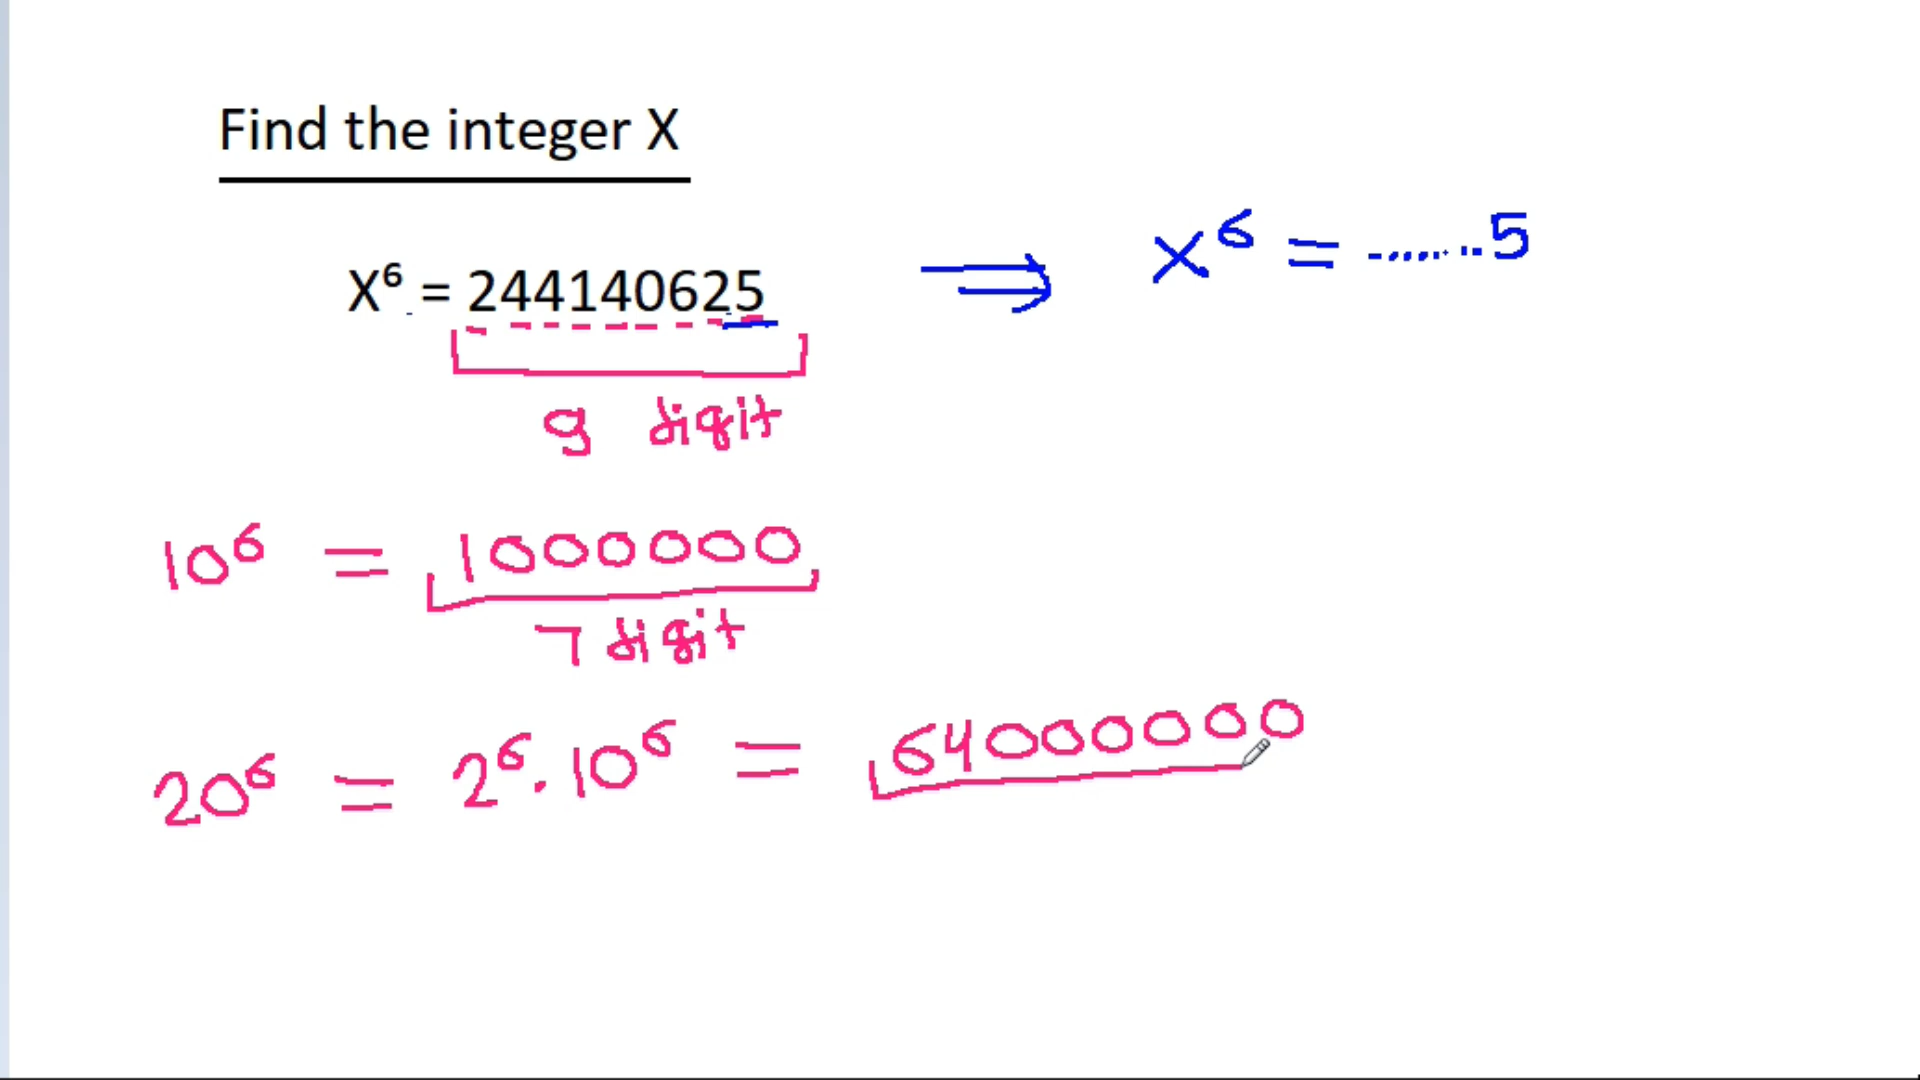 Find the integer X
X⁶ = 244140625
⇒ X⁶ = ........5
9 digit
10⁶ = 1000000
7 digit
20⁶ = 2⁶ . 10⁶ = 64000000